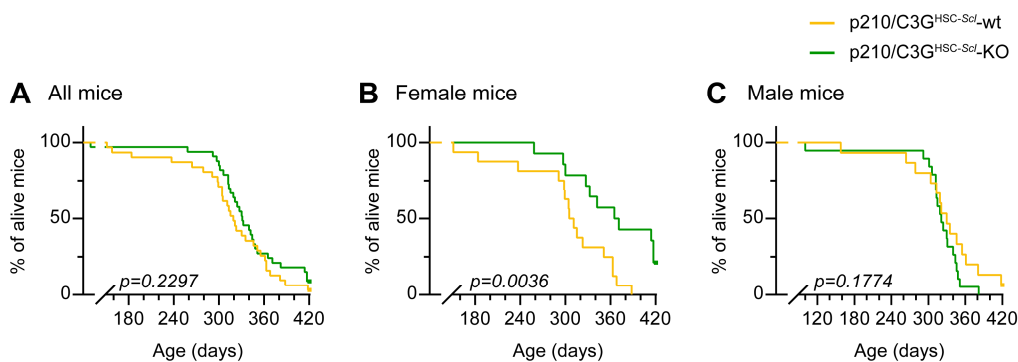 p210/C3G^HSC-Scl-wt
p210/C3G^HSC-Scl-KO
A All mice
B Female mice
C Male mice
% of alive mice
100
50
0
p=0.2297
180 240 300 360 420
Age (days)
% of alive mice
100
50
0
p=0.0036
180 240 300 360 420
Age (days)
% of alive mice
100
50
0
p=0.1774
120 180 240 300 360 420
Age (days)